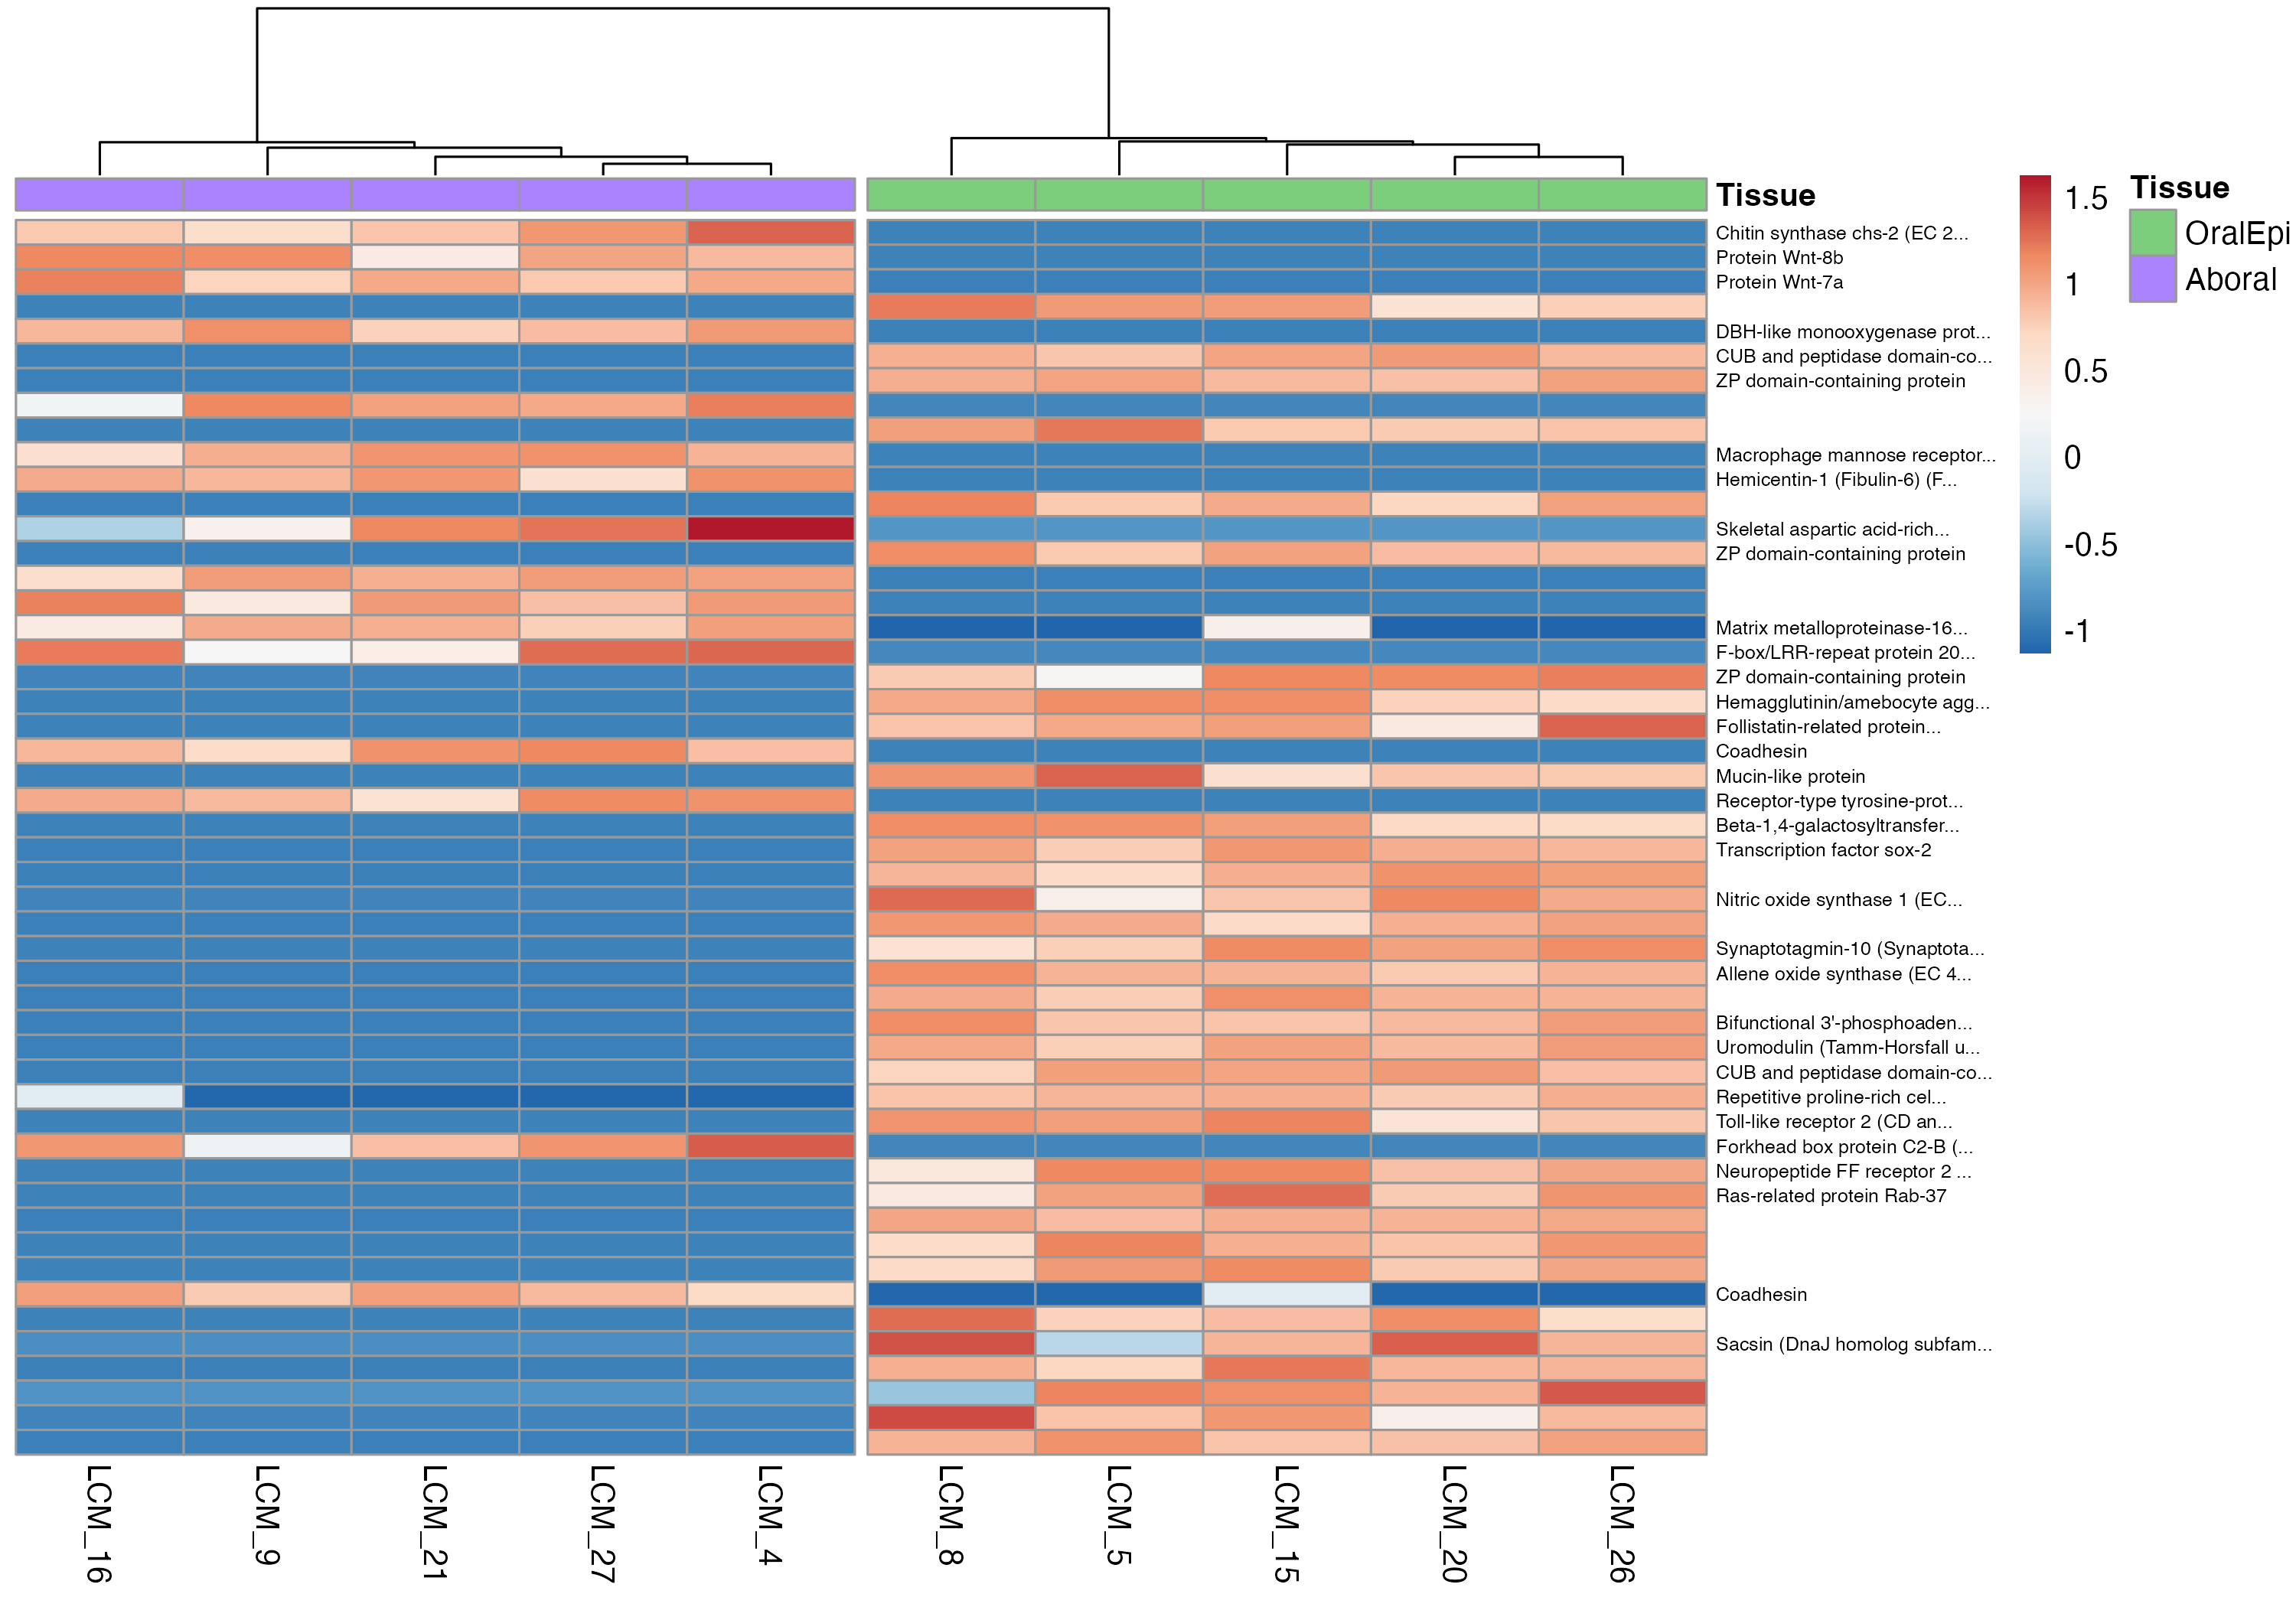 Tissue
Chitin synthase chs-2 (EC 2...
Protein Wnt-8b
Protein Wnt-7a
DBH-like monooxygenase prot...
CUB and peptidase domain-co...
ZP domain-containing protein
Macrophage mannose receptor...
Hemicentin-1 (Fibulin-6) (F...
Skeletal aspartic acid-rich...
ZP domain-containing protein
Matrix metalloproteinase-16...
F-box/LRR-repeat protein 20...
ZP domain-containing protein
Hemagglutinin/amebocyte agg...
Follistatin-related protein...
Coadhesin
Mucin-like protein
Receptor-type tyrosine-prot...
Beta-1,4-galactosyltransfer...
Transcription factor sox-2
Nitric oxide synthase 1 (EC...
Synaptotagmin-10 (Synaptota...
Allene oxide synthase (EC 4...
Bifunctional 3'-phosphoaden...
Uromodulin (Tamm-Horsfall u...
CUB and peptidase domain-co...
Repetitive proline-rich cel...
Toll-like receptor 2 (CD an...
Forkhead box protein C2-B (...
Neuropeptide FF receptor 2 ...
Ras-related protein Rab-37
Coadhesin
Sacsin (DnaJ homolog subfam...
1.5
1
0.5
0
-0.5
-1
Tissue
OralEpi
Aboral
LCM_16
LCM_9
LCM_21
LCM_27
LCM_4
LCM_8
LCM_5
LCM_15
LCM_20
LCM_26